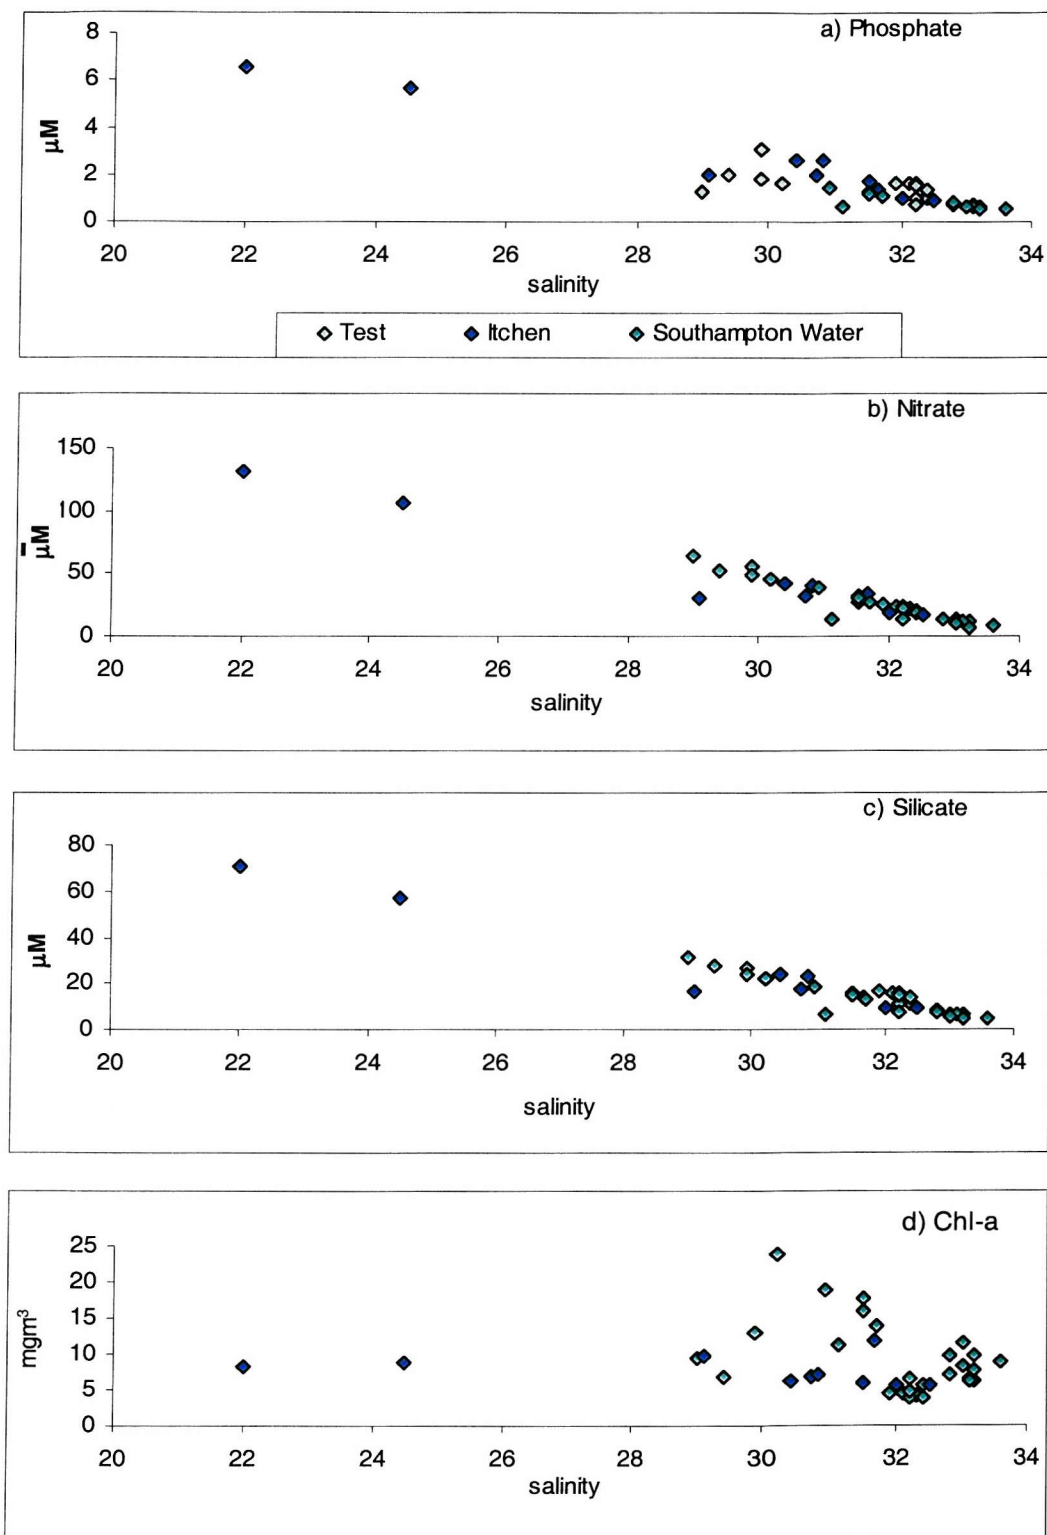 a) Phosphate
8
6
4
2
0
μM
20 22 24 26 28 30 32 34
salinity
Test Itchen Southampton Water
b) Nitrate
150
100
50
0
μM
20 22 24 26 28 30 32 34
salinity
c) Silicate
80
60
40
20
0
μM
20 22 24 26 28 30 32 34
salinity
d) Chl-a
25
20
15
10
5
0
mgm³
20 22 24 26 28 30 32 34
salinity